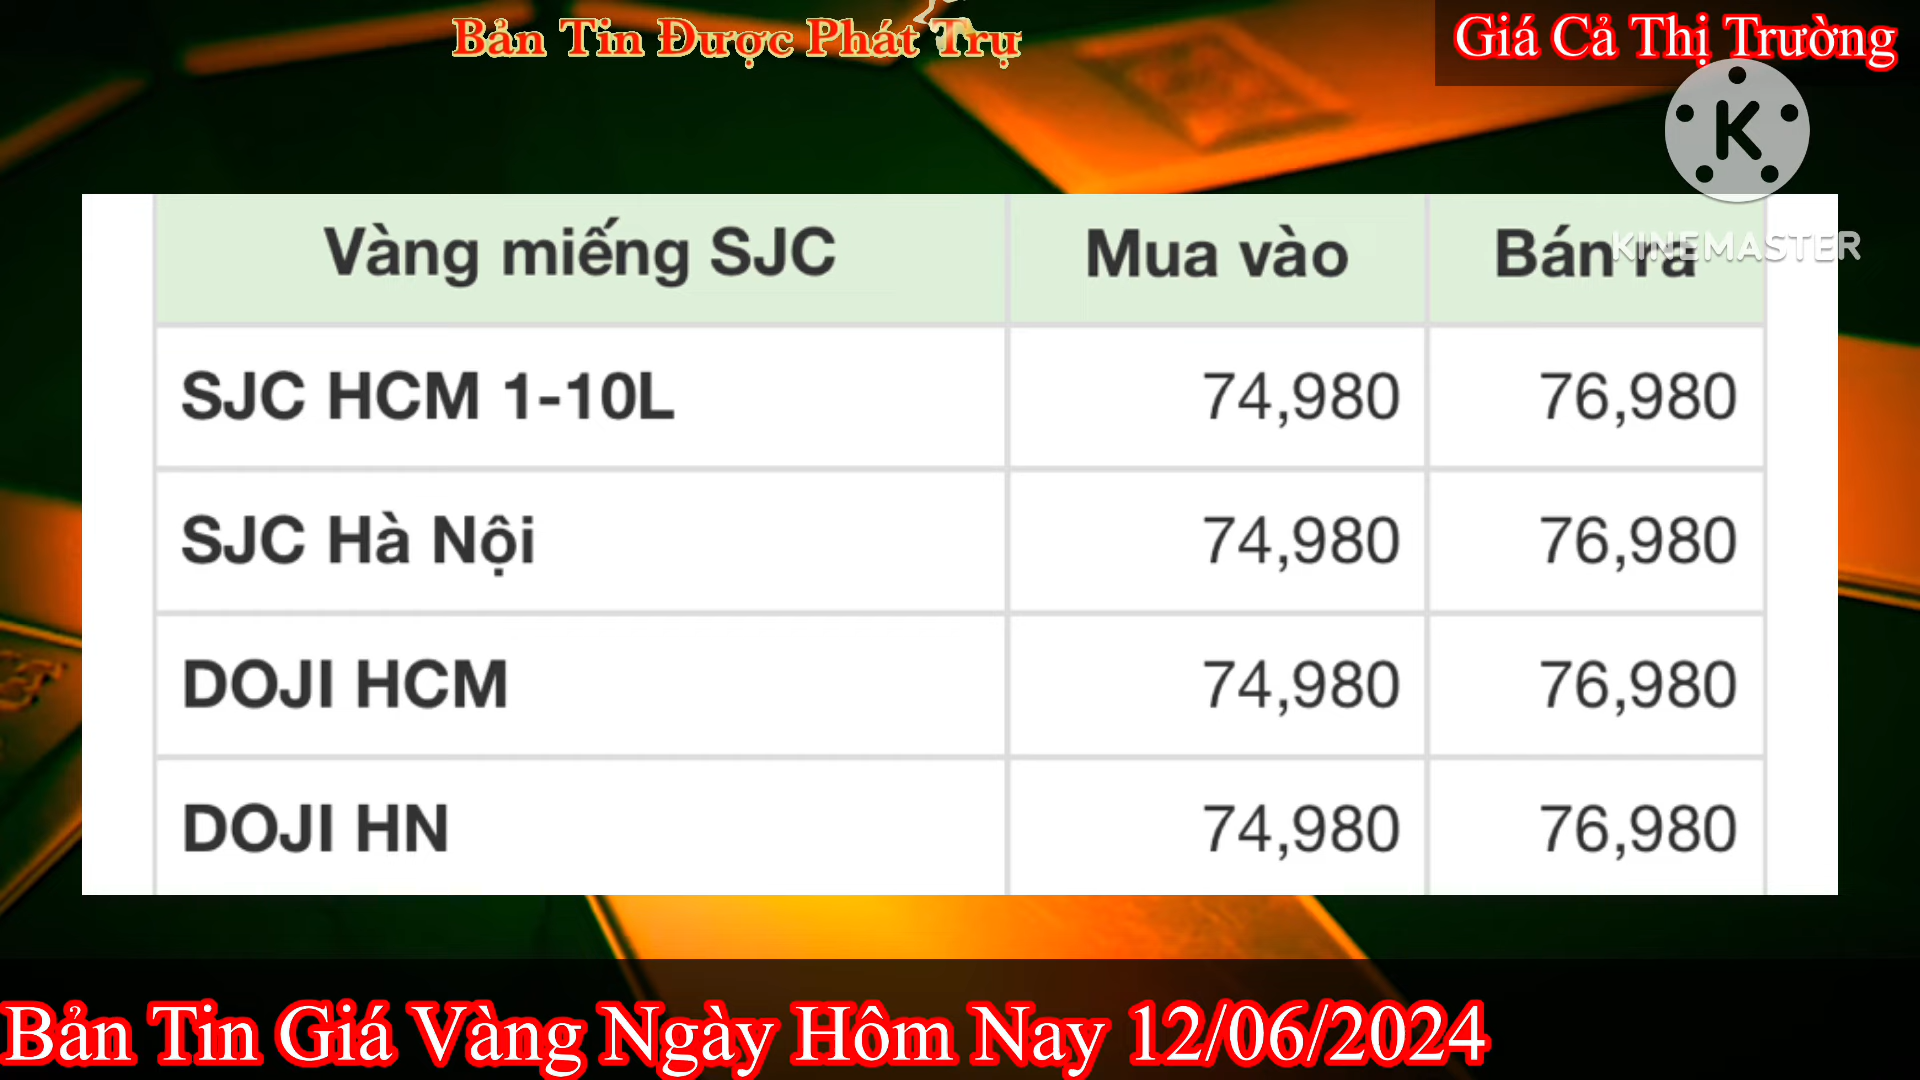 Bản Tin Được Phát Trụ
Giá Cả Thị Trường
K
KINEMASTER
Vàng miếng SJC Mua vào Bán ra
SJC HCM 1-10L 74,980 76,980
SJC Hà Nội 74,980 76,980
DOJI HCM 74,980 76,980
DOJI HN 74,980 76,980
Bản Tin Giá Vàng Ngày Hôm Nay 12/06/2024